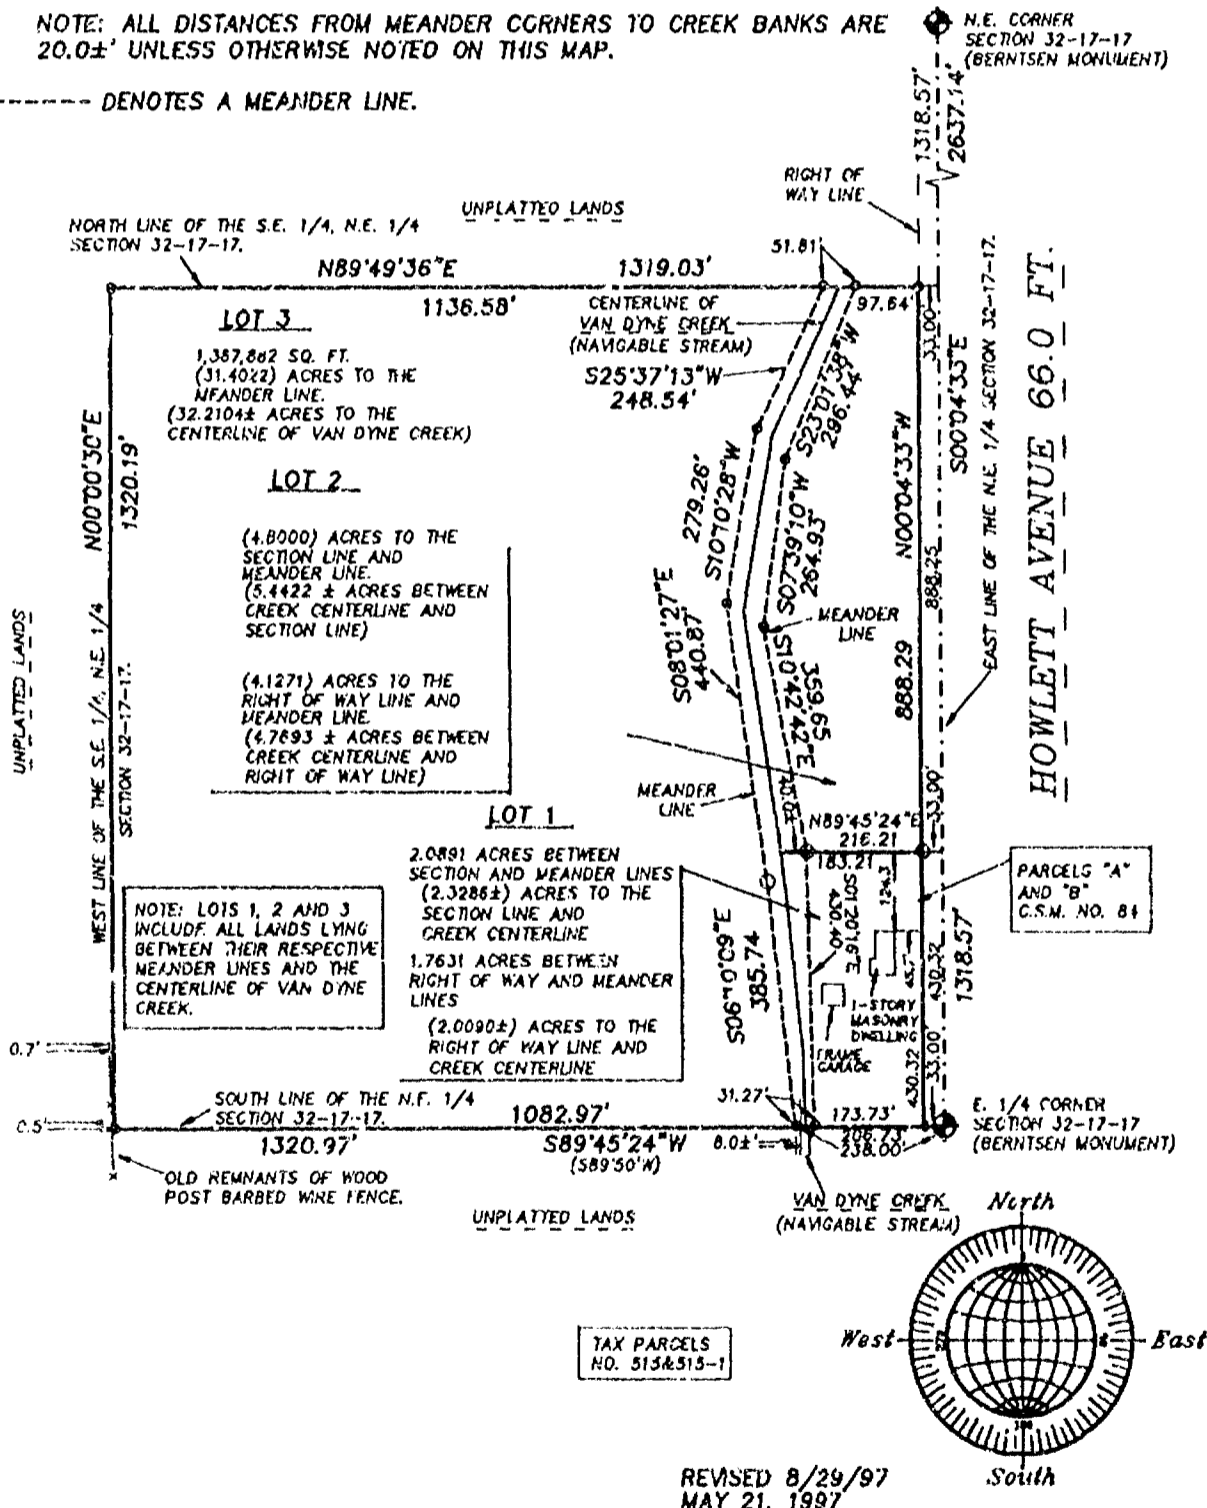 NOTE: ALL DISTANCES FROM MEANDER CORNERS TO CREEK BANKS ARE
20.0±' UNLESS OTHERWISE NOTED ON THIS MAP.
------- DENOTES A MEANDER LINE.
N.E. CORNER
SECTION 32-17-17
(BERNTSEN MONUMENT)
1318.57'
2637.14'
RIGHT OF
WAY LINE
UNPLATTED LANDS
NORTH LINE OF THE S.E. 1/4, N.E. 1/4
SECTION 32-17-17.
51.81'
N89°49'36"E
1319.03'
1136.58'
97.64'
33.00'
CENTERLINE OF
VAN DYNE CREEK
(NAVIGABLE STREAM)
LOT 3
1,367,862 SQ. FT.
(31.4022) ACRES TO THE
MEANDER LINE.
(32.2104± ACRES TO THE
CENTERLINE OF VAN DYNE CREEK)
S25°37'13"W
248.54'
S23°01'38"W
296.44'
N00°00'30"E
1320.19'
WEST LINE OF THE S.E. 1/4, N.E. 1/4
SECTION 32-17-17.
UNPLATTED LANDS
LOT 2
(4.8000) ACRES TO THE
SECTION LINE AND
MEANDER LINE.
(5.4422 ± ACRES BETWEEN
CREEK CENTERLINE AND
SECTION LINE)
(4.1271) ACRES TO THE
RIGHT OF WAY LINE AND
MEANDER LINE.
(4.7693 ± ACRES BETWEEN
CREEK CENTERLINE AND
RIGHT OF WAY LINE)
279.26'
S10°10'28"W
S07°39'10"W
264.93'
S08°01'27"E
440.87'
MEANDER
LINE
S10°42'42"E
359.65
N00°04'33"W
888.29
888.25
S00°04'33"E
EAST LINE OF THE N.E. 1/4 SECTION 32-17-17.
HOWLETT AVENUE 66.0 FT.
MEANDER
LINE
N89°45'24"E
216.21
183.21
33.00'
LOT 1
2.0891 ACRES BETWEEN
SECTION AND MEANDER LINES
(2.3286±) ACRES TO THE
SECTION LINE AND
CREEK CENTERLINE
1.7631 ACRES BETWEEN
RIGHT OF WAY AND MEANDER
LINES
(2.0090±) ACRES TO THE
RIGHT OF WAY LINE AND
CREEK CENTERLINE
PARCELS "A"
AND "B"
C.S.M. NO. 84
NOTE: LOTS 1, 2 AND 3
INCLUDE ALL LANDS LYING
BETWEEN THEIR RESPECTIVE
MEANDER LINES AND THE
CENTERLINE OF VAN DYNE
CREEK.
S06°10'09"E
385.74
S01°20'16"E
430.40
124.3
1-STORY
MASONRY
DWELLING
FRAME
GARAGE
430.32
430.32
33.00'
1318.57'
0.7'
0.5'
SOUTH LINE OF THE N.E. 1/4
SECTION 32-17-17.
1082.97'
1320.97'
S89°45'24"W
(S89°50'W)
31.27'
8.0±'
173.73'
206.73'
238.00'
E. 1/4 CORNER
SECTION 32-17-17
(BERNTSEN MONUMENT)
OLD REMNANTS OF WOOD
POST BARBED WIRE FENCE.
UNPLATTED LANDS
VAN DYNE CREEK
(NAVIGABLE STREAM)
North
West
East
South
TAX PARCELS
NO. 515&515-1
REVISED 8/29/97
MAY 21, 1997